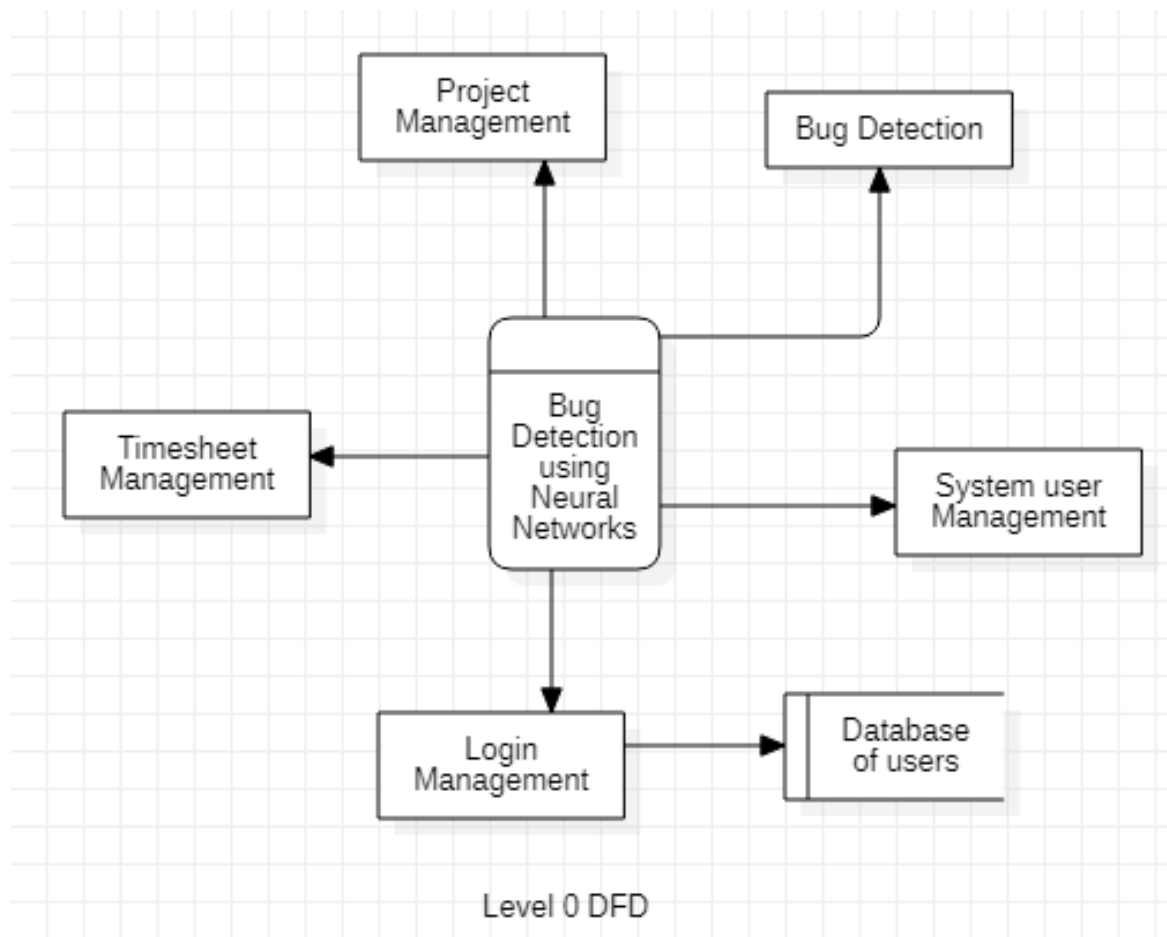 Project
Management
Bug Detection
Bug
Detection
using
Neural
Networks
Timesheet
Management
System user
Management
Login
Management
Database
of users
Level 0 DFD